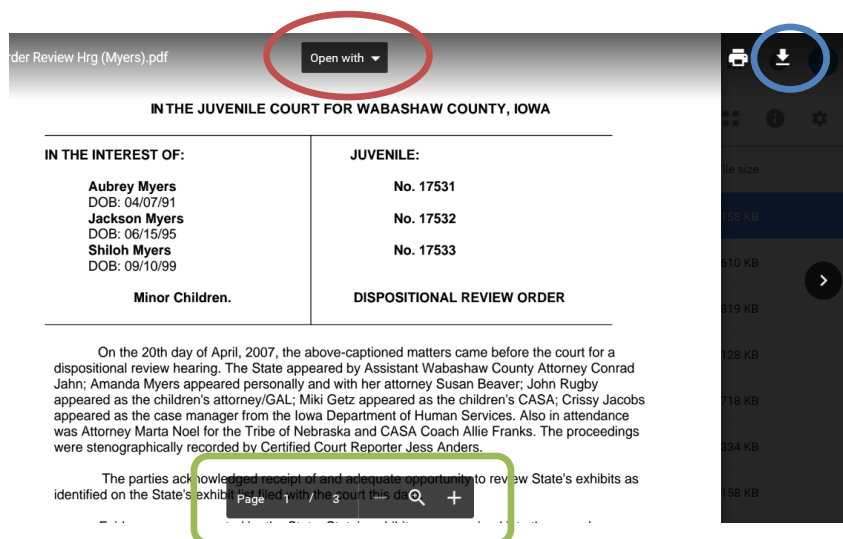 rder Review Hrg (Myers).pdf
Open with
IN THE JUVENILE COURT FOR WABASHAW COUNTY, IOWA
IN THE INTEREST OF:
JUVENILE:
Aubrey Myers
No. 17531
DOB: 04/07/91
Jackson Myers
No. 17532
DOB: 06/15/95
Shiloh Myers
No. 17533
DOB: 09/10/99
Minor Children.
DISPOSITIONAL REVIEW ORDER
On the 20th day of April, 2007, the above-captioned matters came before the court for a
dispositional review hearing. The State appeared by Assistant Wabashaw County Attorney Conrad
Jahn; Amanda Myers appeared personally and with her attorney Susan Beaver; John Rugby
appeared as the children's attorney/GAL; Miki Getz appeared as the children's CASA; Crissy Jacobs
appeared as the case manager from the Iowa Department of Human Services. Also in attendance
was Attorney Marta Noel for the Tribe of Nebraska and CASA Coach Allie Franks. The proceedings
were stenographically recorded by Certified Court Reporter Jess Anders.
The parties acknowledged receipt of and adequate opportunity to review State's exhibits as
identified on the State's exhibit list filed with the court this da
Page 1 / 3
ile size
158 KB
610 KB
819 KB
128 KB
718 KB
334 KB
158 KB